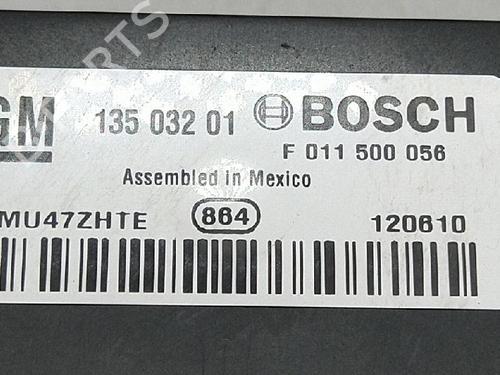 GM 135 032 01 BOSCH
F 011 500 056
Assembled in Mexico
MU47ZHTE 864 120610